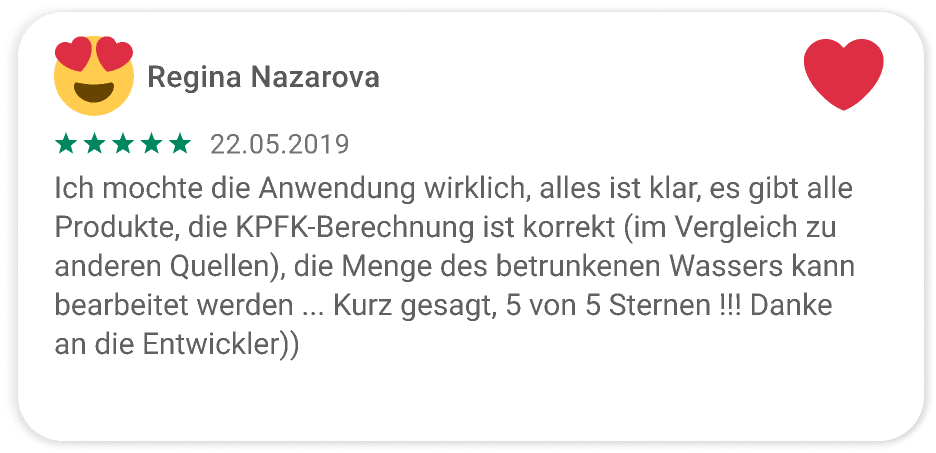 Regina Nazarova
22.05.2019
Ich mochte die Anwendung wirklich, alles ist klar, es gibt alle
Produkte, die KPFK-Berechnung ist korrekt (im Vergleich zu
anderen Quellen), die Menge des betrunkenen Wassers kann
bearbeitet werden ... Kurz gesagt, 5 von 5 Sternen !!! Danke
an die Entwickler))